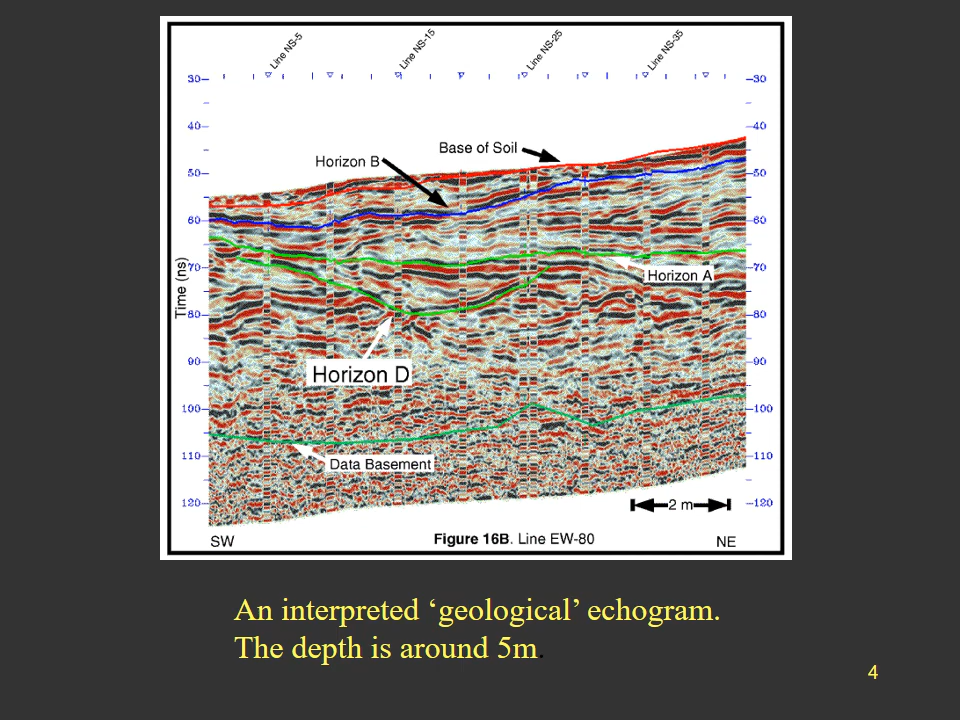 Line NS-5
Line NS-15
Line NS-25
Line NS-35
30 30
40 40
Base of Soil
Horizon B
50 50
60 60
Horizon A
70 70
Time (ns)
80 80
Horizon D
90 90
100 100
110 110
Data Basement
120 120
2 m
SW
Figure 16B. Line EW-80
NE
An interpreted ‘geological’ echogram.
The depth is around 5m.
4